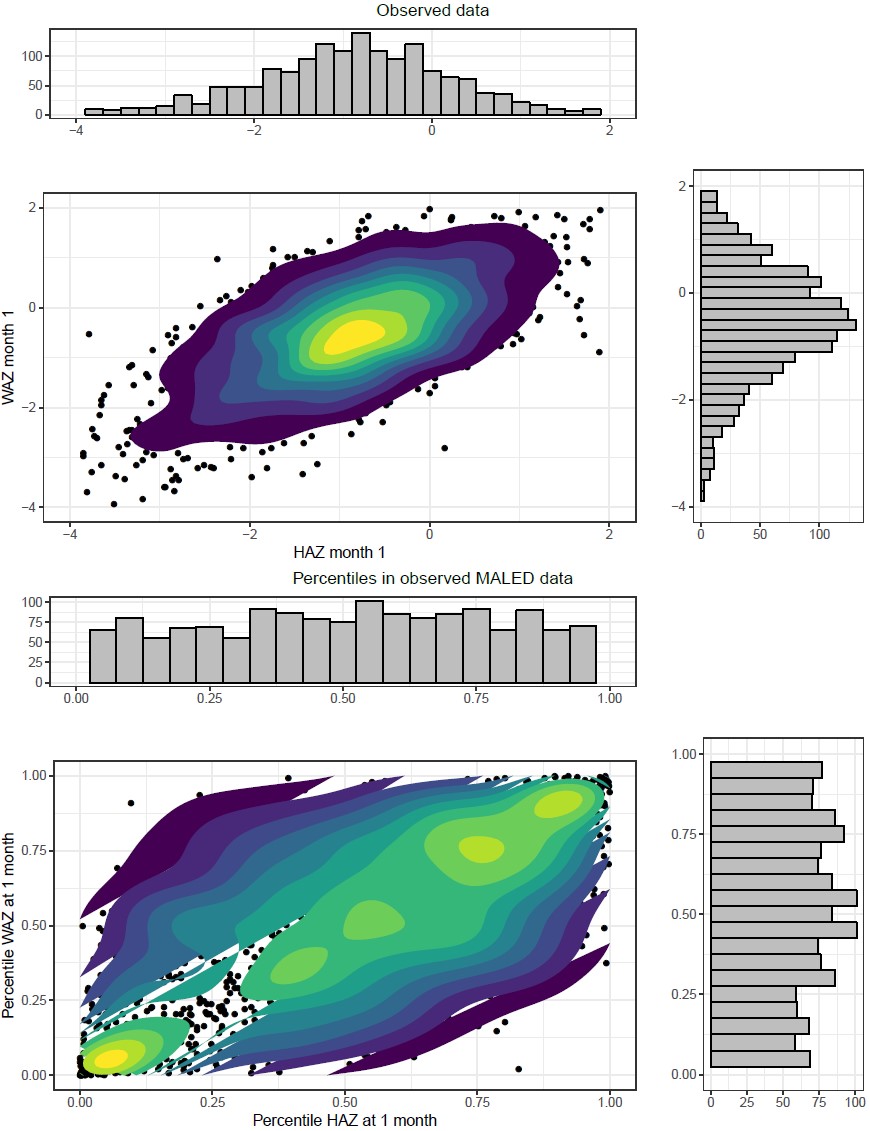 Observed data
100
50
0
−4 −2 0 2
2
0
−2
−4
WAZ month 1
−4 −2 0 2
HAZ month 1
2
0
−2
−4
0 50 100
Percentiles in observed MALED data
100
75
50
25
0
0.00 0.25 0.50 0.75 1.00
1.00
0.75
0.50
0.25
0.00
Percentile WAZ at 1 month
0.00 0.25 0.50 0.75 1.00
Percentile HAZ at 1 month
1.00
0.75
0.50
0.25
0.00
0 25 50 75 100